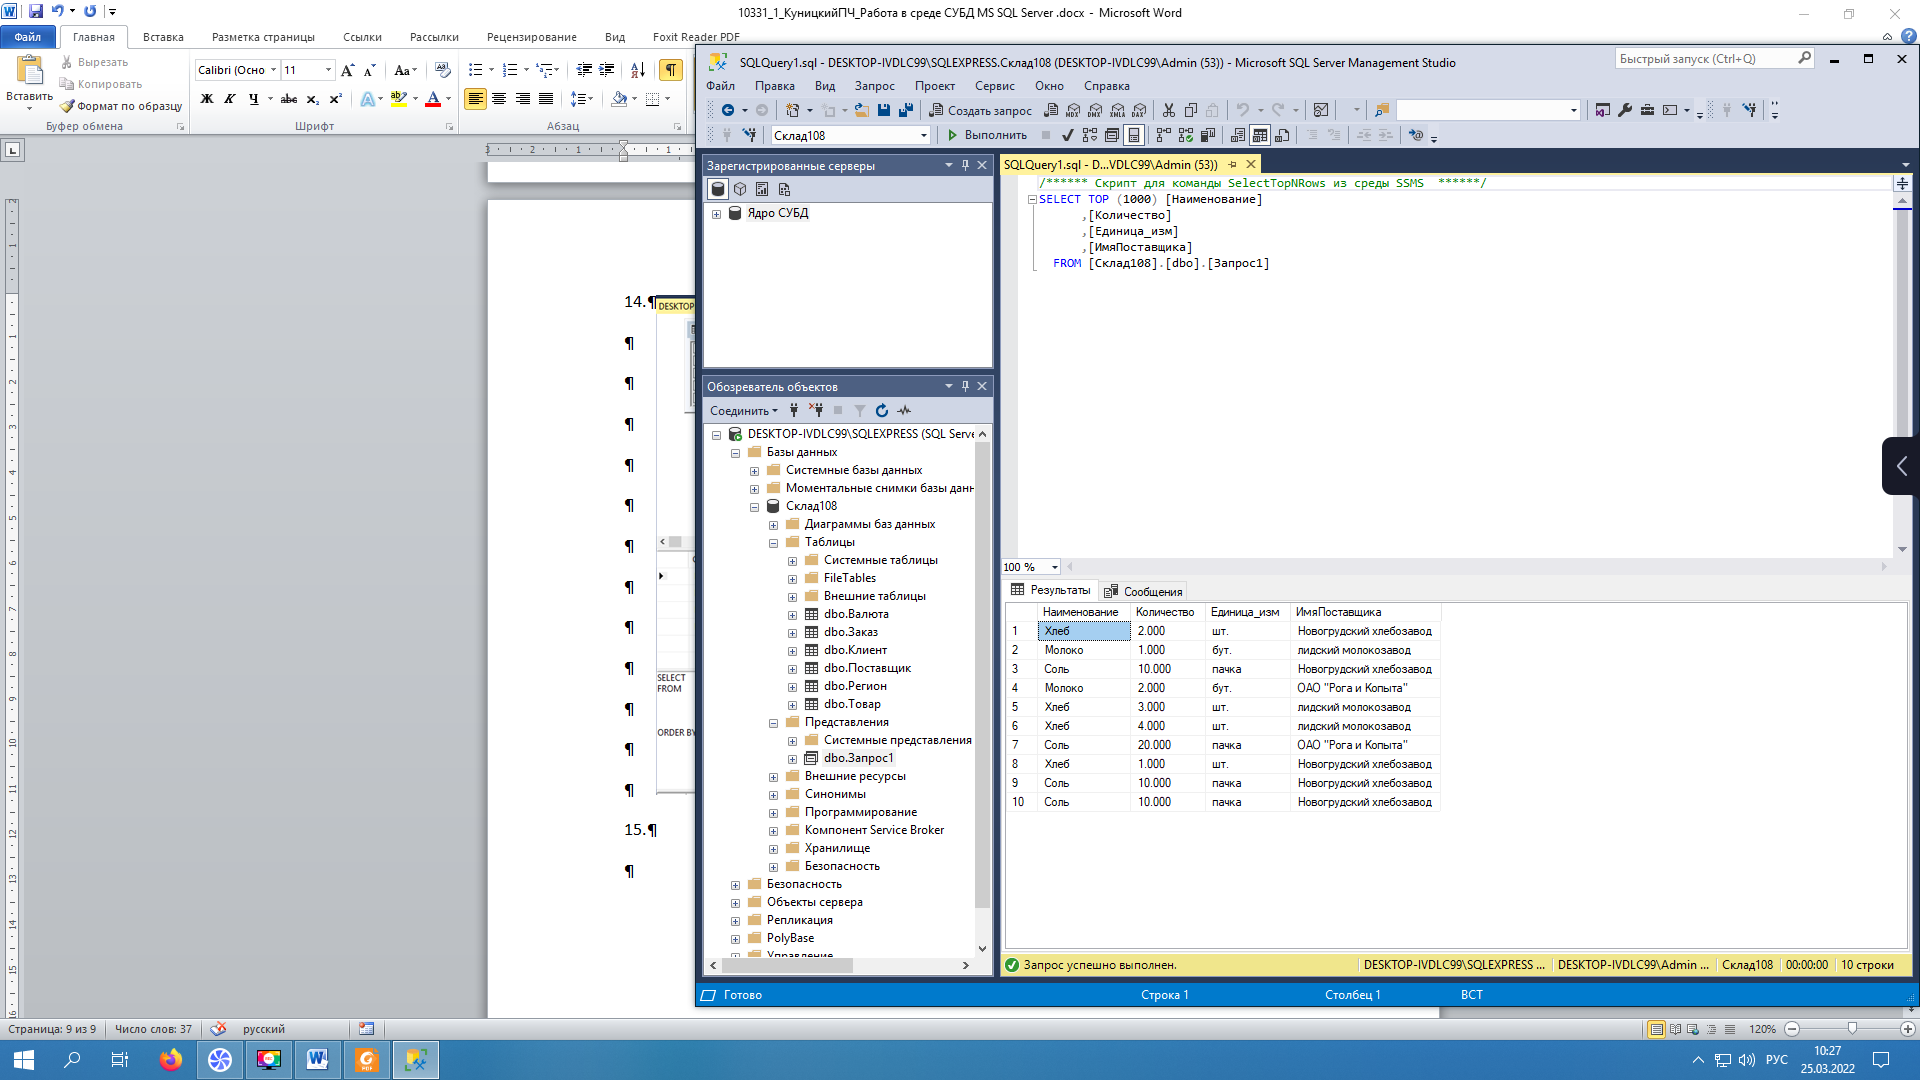 10331_1_КуницкийПЧ_Работа в среде СУБД MS SQL Server .docx - Microsoft Word
Файл
Главная
Вставка
Разметка страницы
Ссылки
Рассылки
Рецензирование
Вид
Foxit Reader PDF
Вставить
Вырезать
Копировать
Формат по образцу
Буфер обмена
Calibri (Осно
11
Шрифт
Абзац
14.¶
DESKTOP
SELECT
FROM
ORDER BY
15.¶
SQLQuery1.sql - DESKTOP-IVDLC99\SQLEXPRESS.Склад108 (DESKTOP-IVDLC99\Admin (53)) - Microsoft SQL Server Management Studio
Быстрый запуск (Ctrl+Q)
Файл Правка Вид Запрос Проект Сервис Окно Справка
Создать запрос
Склад108
Выполнить
Зарегистрированные серверы
Ядро СУБД
Обозреватель объектов
Соединить
DESKTOP-IVDLC99\SQLEXPRESS (SQL Serve
Базы данных
Системные базы данных
Моментальные снимки базы данн
Склад108
Диаграммы баз данных
Таблицы
Системные таблицы
FileTables
Внешние таблицы
dbo.Валюта
dbo.Заказ
dbo.Клиент
dbo.Поставщик
dbo.Регион
dbo.Товар
Представления
Системные представления
dbo.Запрос1
Внешние ресурсы
Синонимы
Программирование
Компонент Service Broker
Хранилище
Безопасность
Безопасность
Объекты сервера
Репликация
PolyBase
Управление
SQLQuery1.sql - D...VDLC99\Admin (53))
/****** Скрипт для команды SelectTopNRows из среды SSMS  ******/
SELECT TOP (1000) [Наименование]
,[Количество]
,[Единица_изм]
,[ИмяПоставщика]
FROM [Склад108].[dbo].[Запрос1]
100 %
Результаты
Сообщения
Наименование Количество Единица_изм ИмяПоставщика
1 Хлеб 2.000 шт. Новогрудский хлебозавод
2 Молоко 1.000 бут. лидский молокозавод
3 Соль 10.000 пачка Новогрудский хлебозавод
4 Молоко 2.000 бут. ОАО "Рога и Копыта"
5 Хлеб 3.000 шт. лидский молокозавод
6 Хлеб 4.000 шт. лидский молокозавод
7 Соль 20.000 пачка ОАО "Рога и Копыта"
8 Хлеб 1.000 шт. Новогрудский хлебозавод
9 Соль 10.000 пачка Новогрудский хлебозавод
10 Соль 10.000 пачка Новогрудский хлебозавод
Запрос успешно выполнен.
DESKTOP-IVDLC99\SQLEXPRESS ...
DESKTOP-IVDLC99\Admin ...
Склад108
00:00:00
10 строки
Готово
Строка 1
Столбец 1
ВСТ
Страница: 9 из 9
Число слов: 37
русский
120%
РУС
10:27
25.03.2022